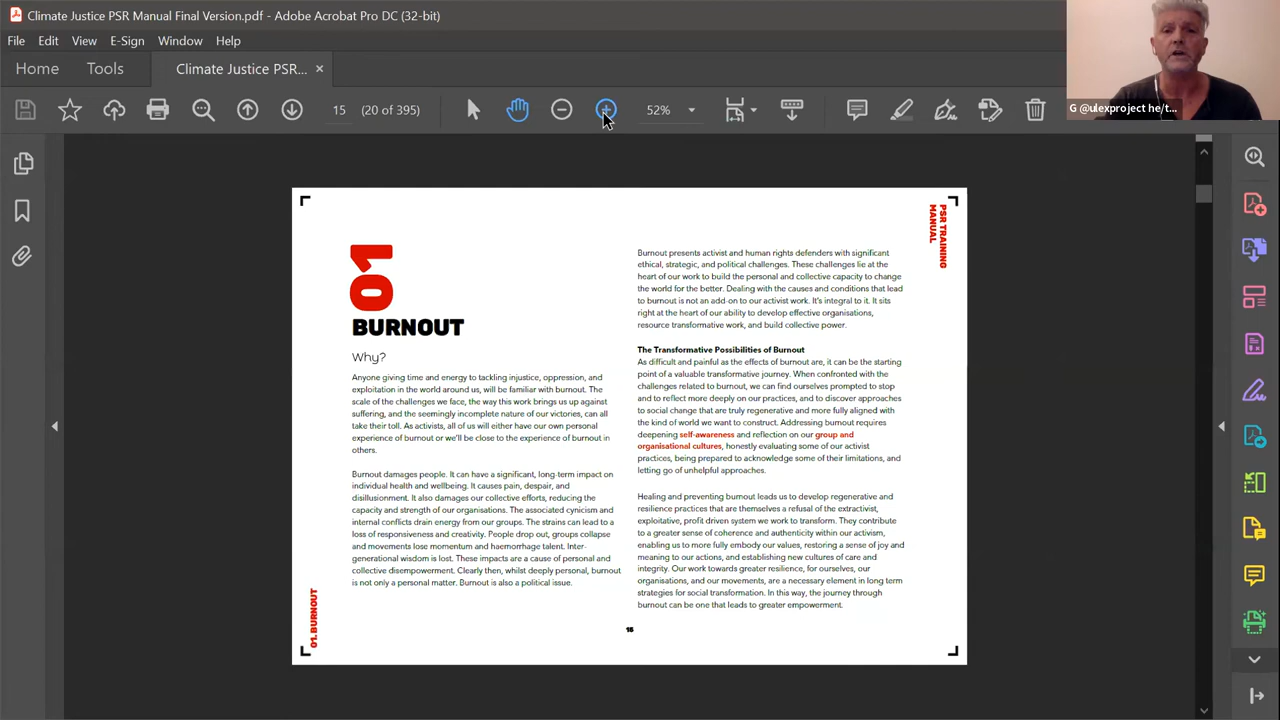 Climate Justice PSR Manual Final Version.pdf - Adobe Acrobat Pro DC (32-bit)
File Edit View E-Sign Window Help
Home Tools Climate Justice PSR... ×
15 (20 of 395) 52%
G @ulexproject he/t...
PSR TRAINING
MANUAL
01
BURNOUT
Why?
Anyone giving time and energy to tackling injustice, oppression, and
exploitation in the world around us, will be familiar with burnout. The
scale of the challenges we face, the way this work brings us up against
suffering, and the seemingly incomplete nature of our victories, can all
take their toll. As activists, all of us will either have our own personal
experience of burnout or we'll be close to the experience of burnout in
others.
Burnout damages people. It can have a significant, long-term impact on
individual health and wellbeing. It causes pain, despair, and
disillusionment. It also damages our collective efforts, reducing the
capacity and strength of our organisations. The associated cynicism and
internal conflicts drain energy from our groups. The strains can lead to a
loss of responsiveness and creativity. People drop out, groups collapse
and movements lose momentum and haemorrhage talent. Inter-
generational wisdom is lost. These impacts are a cause of personal and
collective disempowerment. Clearly then, whilst deeply personal, burnout
is not only a personal matter. Burnout is also a political issue.
Burnout presents activist and human rights defenders with significant
ethical, strategic, and political challenges. These challenges lie at the
heart of our work to build the personal and collective capacity to change
the world for the better. Dealing with the causes and conditions that lead
to burnout is not an add-on to our activist work. It's integral to it. It sits
right at the heart of our ability to develop effective organisations,
resource transformative work, and build collective power.
The Transformative Possibilities of Burnout
As difficult and painful as the effects of burnout are, it can be the starting
point of a valuable transformative journey. When confronted with the
challenges related to burnout, we can find ourselves prompted to stop
and to reflect more deeply on our practices, and to discover approaches
to social change that are truly regenerative and more fully aligned with
the kind of world we want to construct. Addressing burnout requires
deepening self-awareness and reflection on our group and
organisational cultures, honestly evaluating some of our activist
practices, being prepared to acknowledge some of their limitations, and
letting go of unhelpful approaches.
Healing and preventing burnout leads us to develop regenerative and
resilience practices that are themselves a refusal of the extractivist,
exploitative, profit driven system we work to transform. They contribute
to a greater sense of coherence and authenticity within our activism,
enabling us to more fully embody our values, restoring a sense of joy and
meaning to our actions, and establishing new cultures of care and
integrity. Our work towards greater resilience, for ourselves, our
organisations, and our movements, are a necessary element in long term
strategies for social transformation. In this way, the journey through
burnout can be one that leads to greater empowerment.
01. BURNOUT
15